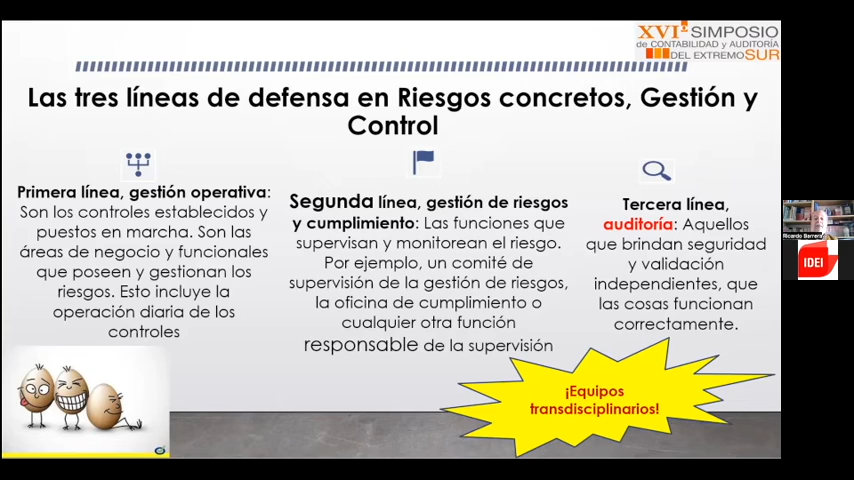 XVI SIMPOSIO
de CONTABILIDAD y AUDITORÍA
DEL EXTREMO SUR
Las tres líneas de defensa en Riesgos concretos, Gestión y
Control
Primera línea, gestión operativa:
Son los controles establecidos y
puestos en marcha. Son las
áreas de negocio y funcionales
que poseen y gestionan los
riesgos. Esto incluye la
operación diaria de los
controles
Segunda línea, gestión de riesgos
y cumplimiento: Las funciones que
supervisan y monitorean el riesgo.
Por ejemplo, un comité de
supervisión de la gestión de riesgos,
la oficina de cumplimiento o
cualquier otra función
responsable de la supervisión
Tercera línea,
auditoría: Aquellos
que brindan seguridad
y validación
independientes, que
las cosas funcionan
correctamente.
¡Equipos
transdisciplinarios!
Ricardo Barrera
IDEI